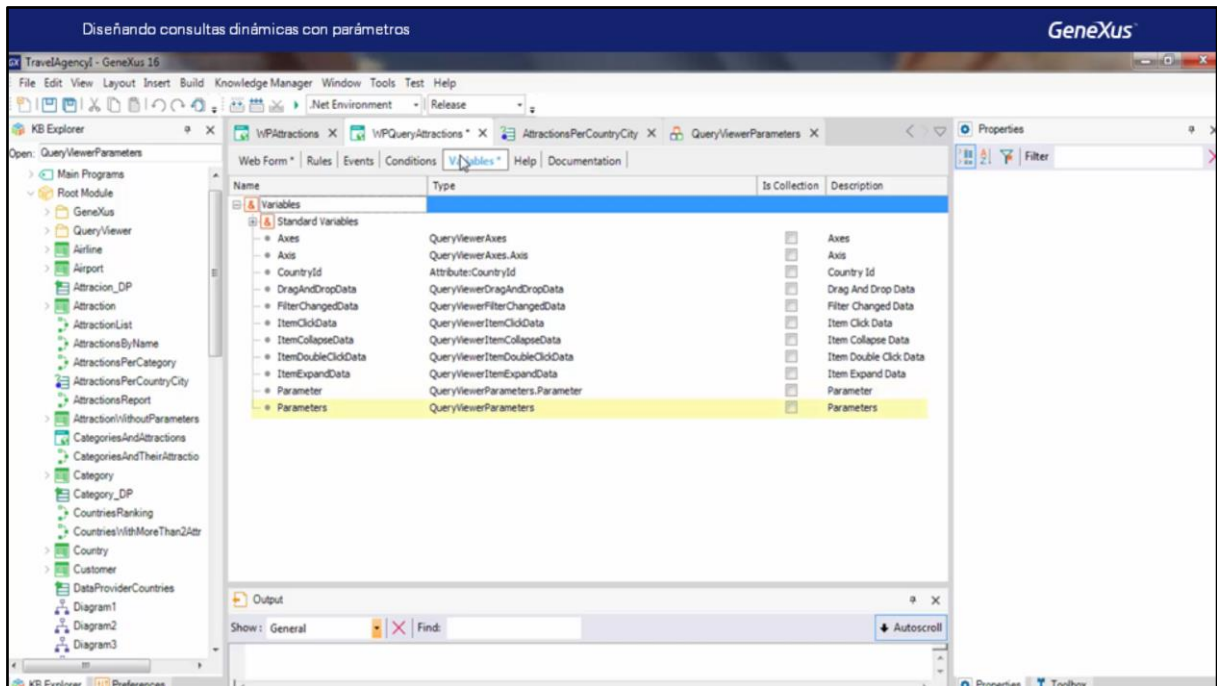 Diseñando consultas dinámicas con parámetros
GeneXus
GX TravelAgencyI - GeneXus 16
File Edit View Layout Insert Build Knowledge Manager Window Tools Test Help
.Net Environment Release
KB Explorer
Open: QueryViewerParameters
Main Programs
Root Module
GeneXus
QueryViewer
Airline
Airport
Attracion_DP
Attraction
AttractionList
AttractionsByName
AttractionsPerCategory
AttractionsPerCountryCity
AttractionsReport
AttractionWithoutParameters
CategoriesAndAttractions
CategoriesAndTheirAttractio
Category
Category_DP
CountriesRanking
CountriesWithMoreThan2Attr
Country
Customer
DataProviderCountries
Diagram1
Diagram2
Diagram3
KB Explorer Preferences
WPAttractions X WPQueryAttractions * X AttractionsPerCountryCity X QueryViewerParameters X
Web Form * Rules Events Conditions Variables * Help Documentation
Name Type Is Collection Description
Variables
Standard Variables
Axes QueryViewerAxes Axes
Axis QueryViewerAxes.Axis Axis
CountryId Attribute:CountryId Country Id
DragAndDropData QueryViewerDragAndDropData Drag And Drop Data
FilterChangedData QueryViewerFilterChangedData Filter Changed Data
ItemClickData QueryViewerItemClickData Item Click Data
ItemCollapseData QueryViewerItemCollapseData Item Collapse Data
ItemDoubleClickData QueryViewerItemDoubleClickData Item Double Click Data
ItemExpandData QueryViewerItemExpandData Item Expand Data
Parameter QueryViewerParameters.Parameter Parameter
Parameters QueryViewerParameters Parameters
Output
Show: General Find: Autoscroll
Properties
Filter
Properties Toolbox